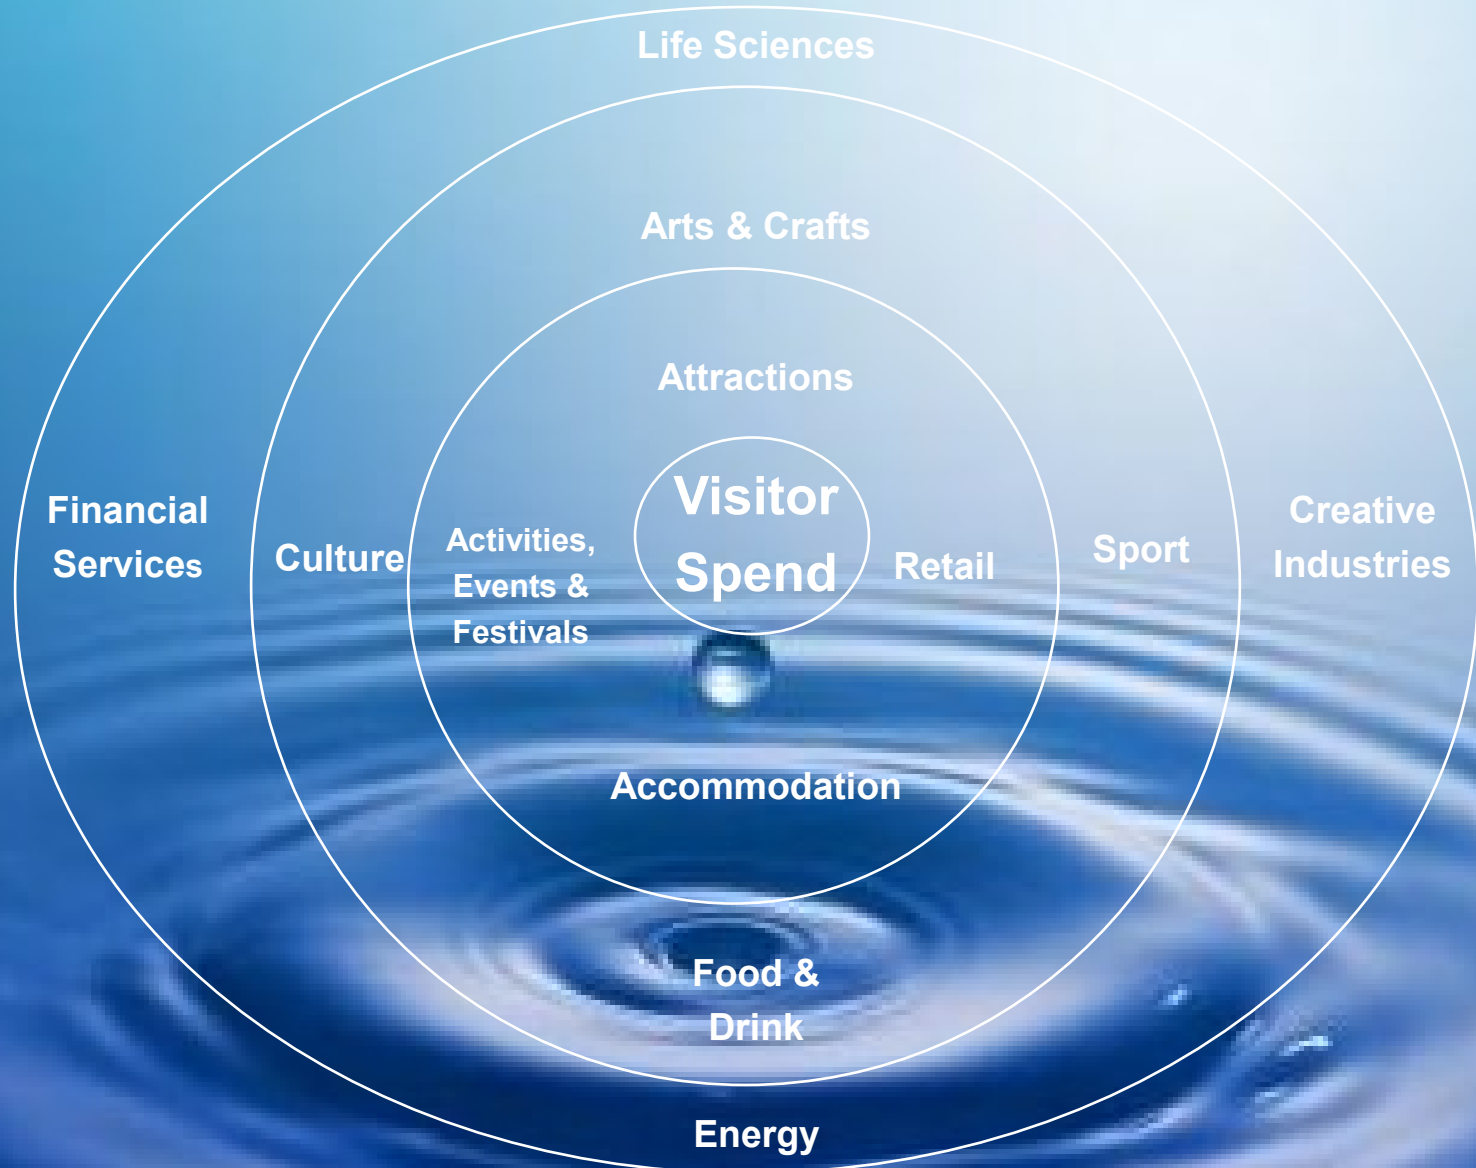 Life Sciences
Arts & Crafts
Attractions
Visitor
Spend
Financial
Services
Culture
Activities,
Events &
Festivals
Retail
Sport
Creative
Industries
Accommodation
Food &
Drink
Energy